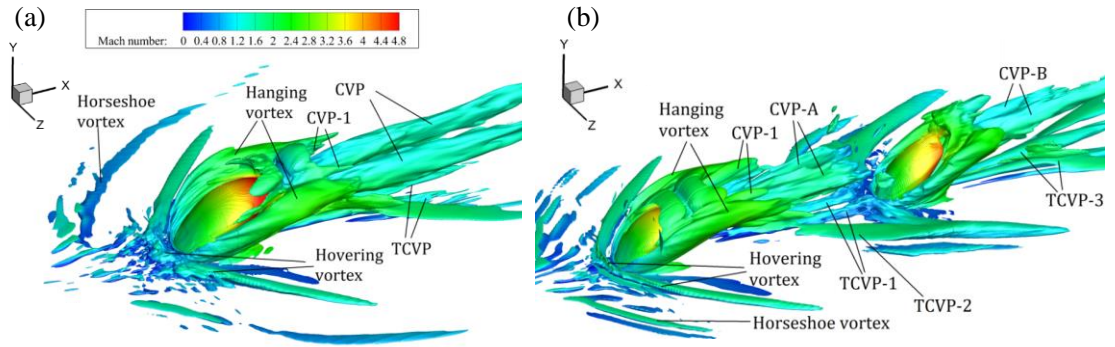 (a)
Mach number: 0 0.4 0.8 1.2 1.6 2 2.4 2.8 3.2 3.6 4 4.4 4.8
Y
X
Z
Horseshoe
vortex
Hanging
vortex
CVP-1
CVP
TCVP
Hovering
vortex
(b)
Y
X
Z
Hanging
vortex
CVP-1
CVP-A
CVP-B
TCVP-3
Hovering
vortex
TCVP-1
TCVP-2
Horseshoe vortex